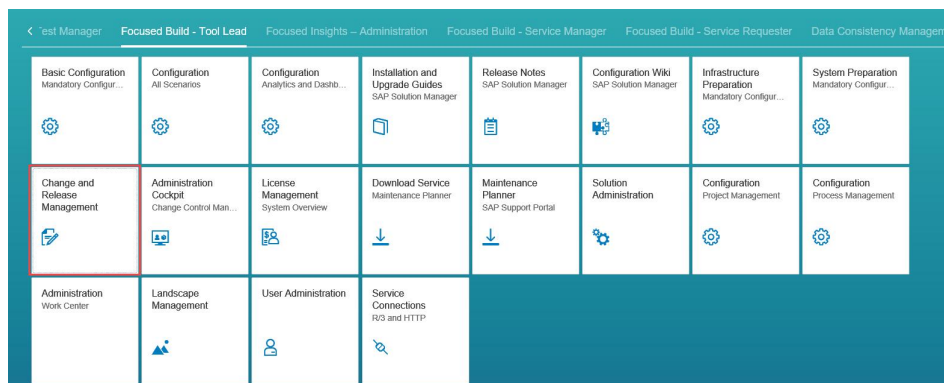 Test Manager Focused Build - Tool Lead Focused Insights – Administration Focused Build - Service Manager Focused Build - Service Requester Data Consistency Managem
Basic Configuration
Mandatory Configur...
Configuration
All Scenarios
Configuration
Analytics and Dashb...
Installation and
Upgrade Guides
SAP Solution Manager
Release Notes
SAP Solution Manager
Configuration Wiki
SAP Solution Manager
Infrastructure
Preparation
Mandatory Configur...
System Preparation
Mandatory Configur...
Change and
Release
Management
Administration
Cockpit
Change Control Man...
License
Management
System Overview
Download Service
Maintenance Planner
Maintenance
Planner
SAP Support Portal
Solution
Administration
Configuration
Project Management
Configuration
Process Management
Administration
Work Center
Landscape
Management
User Administration
Service
Connections
R/3 and HTTP